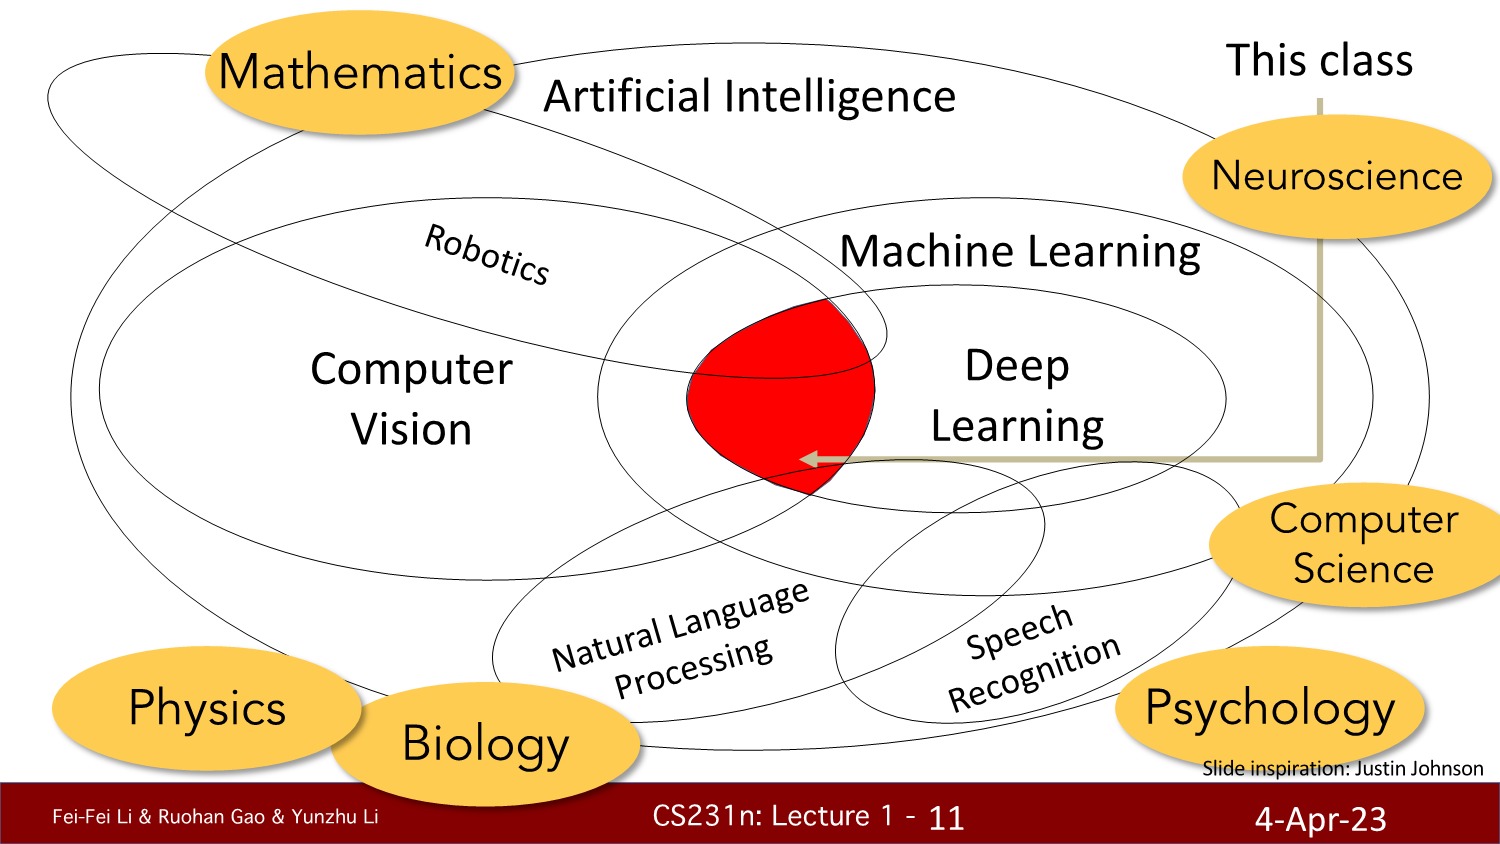 Mathematics
Artificial Intelligence
This class
Neuroscience
Robotics
Machine Learning
Computer
Vision
Deep
Learning
Computer
Science
Natural Language
Processing
Speech
Recognition
Physics
Biology
Psychology
Slide inspiration: Justin Johnson
Fei-Fei Li & Ruohan Gao & Yunzhu Li
CS231n: Lecture 1 - 11
4-Apr-23